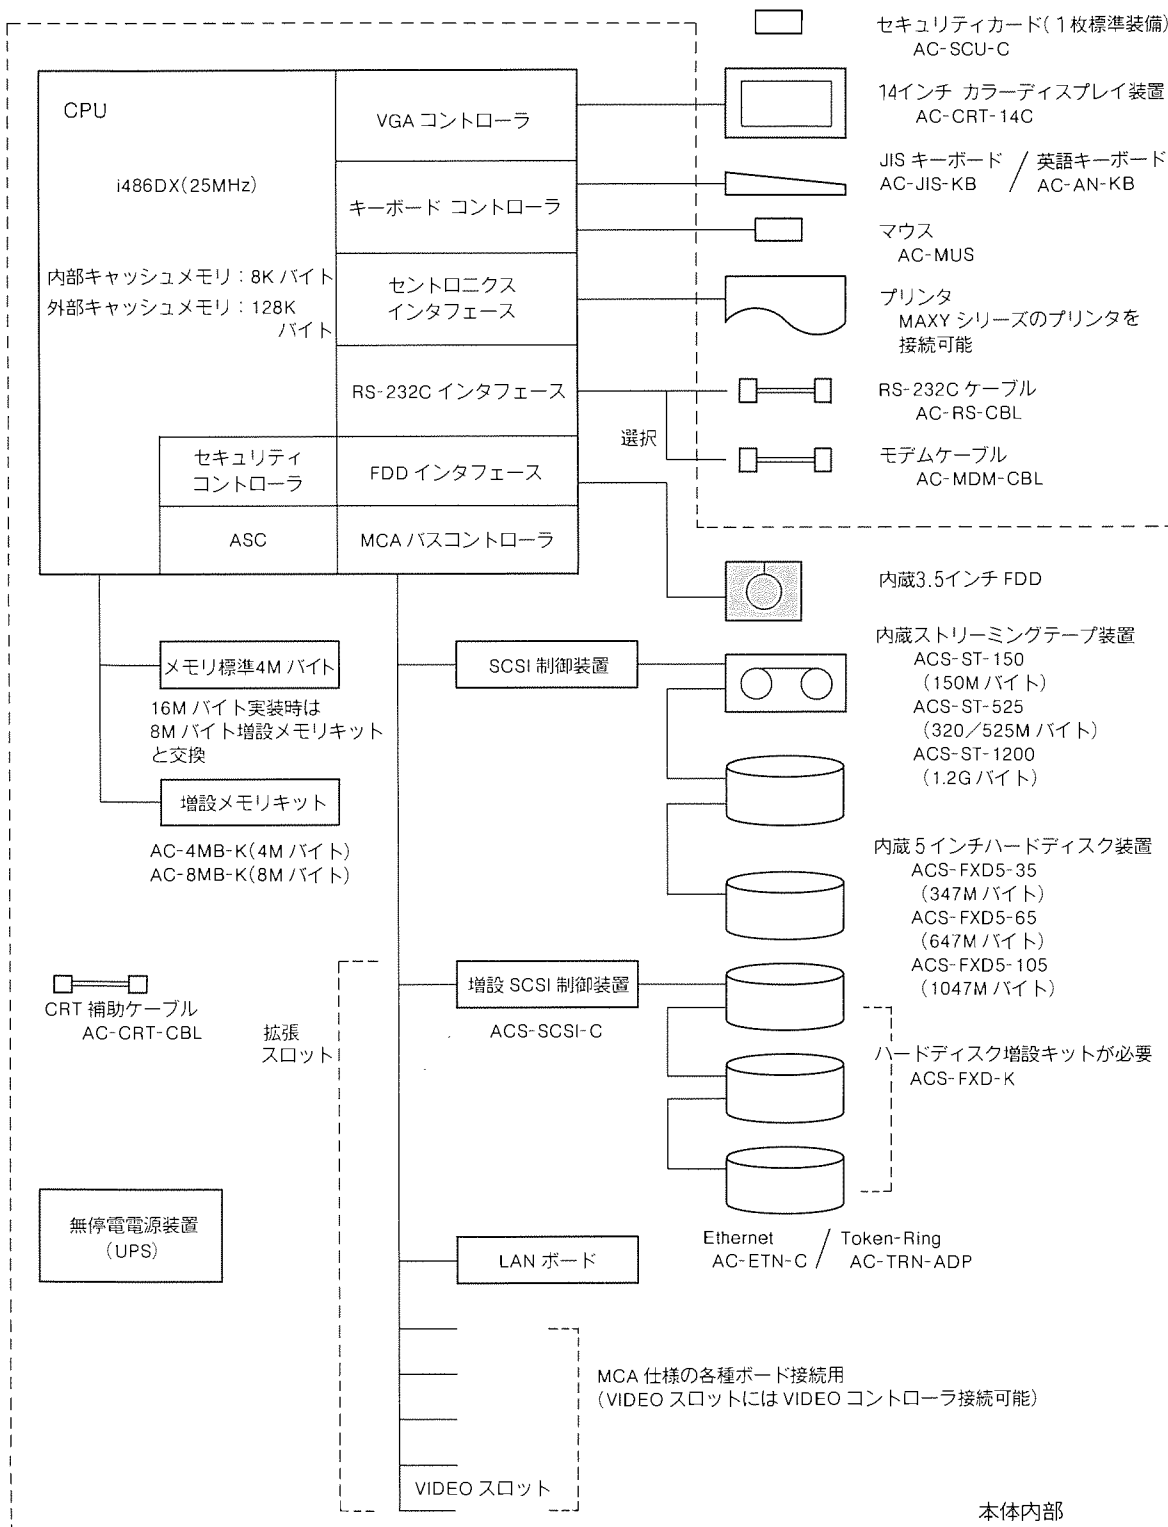 セキュリティカード(1枚標準装備)
AC-SCU-C
CPU
VGA コントローラ
14インチ カラーディスプレイ装置
AC-CRT-14C
i486DX(25MHz)
キーボード コントローラ
JIS キーボード / 英語キーボード
AC-JIS-KB AC-AN-KB
マウス
AC-MUS
内部キャッシュメモリ:8K バイト
外部キャッシュメモリ:128K
バイト
セントロニクス
インタフェース
プリンタ
MAXY シリーズのプリンタを
接続可能
RS-232C インタフェース
RS-232C ケーブル
AC-RS-CBL
選択
モデムケーブル
AC-MDM-CBL
セキュリティ
コントローラ
FDD インタフェース
ASC
MCA バスコントローラ
内蔵3.5インチ FDD
メモリ標準4M バイト
16M バイト実装時は
8M バイト増設メモリキット
と交換
SCSI 制御装置
内蔵ストリーミングテープ装置
ACS-ST-150
(150M バイト)
ACS-ST-525
(320/525M バイト)
ACS-ST-1200
(1.2G バイト)
増設メモリキット
AC-4MB-K(4M バイト)
AC-8MB-K(8M バイト)
内蔵5インチハードディスク装置
ACS-FXD5-35
(347M バイト)
ACS-FXD5-65
(647M バイト)
ACS-FXD5-105
(1047M バイト)
CRT 補助ケーブル
AC-CRT-CBL
拡張
スロット
増設 SCSI 制御装置
ACS-SCSI-C
ハードディスク増設キットが必要
ACS-FXD-K
無停電電源装置
(UPS)
LAN ボード
Ethernet / Token-Ring
AC-ETN-C AC-TRN-ADP
MCA 仕様の各種ボード接続用
(VIDEO スロットには VIDEO コントローラ接続可能)
VIDEO スロット
本体内部